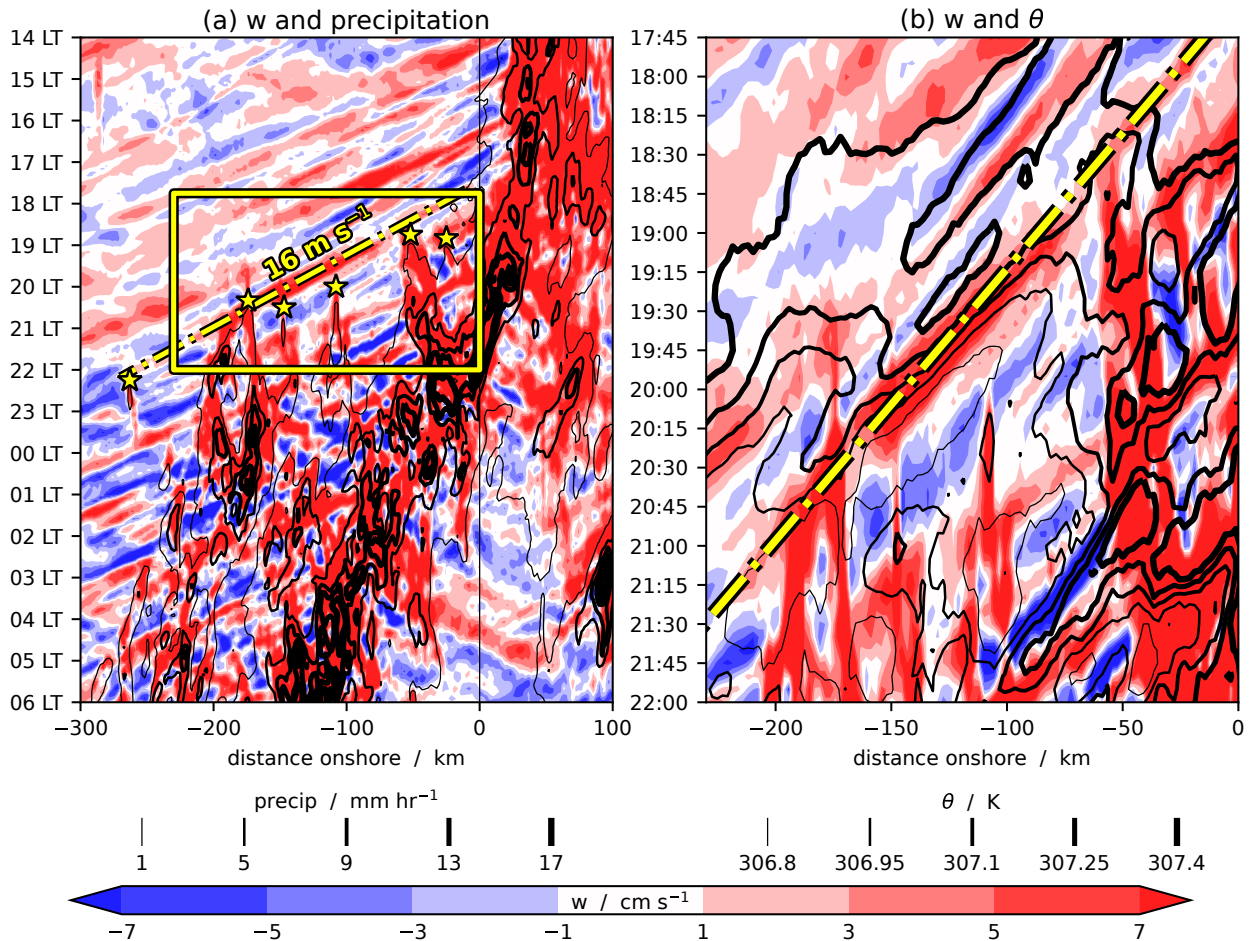 (a) w and precipitation
(b) w and θ
14 LT
15 LT
16 LT
17 LT
18 LT
19 LT
20 LT
21 LT
22 LT
23 LT
00 LT
01 LT
02 LT
03 LT
04 LT
05 LT
06 LT
16 m s⁻¹
−300
−200
−100
0
100
distance onshore / km
17:45
18:00
18:15
18:30
18:45
19:00
19:15
19:30
19:45
20:00
20:15
20:30
20:45
21:00
21:15
21:30
21:45
22:00
−200
−150
−100
−50
0
distance onshore / km
precip / mm hr⁻¹
1
5
9
13
17
θ / K
306.8
306.95
307.1
307.25
307.4
w / cm s⁻¹
−7
−5
−3
−1
1
3
5
7